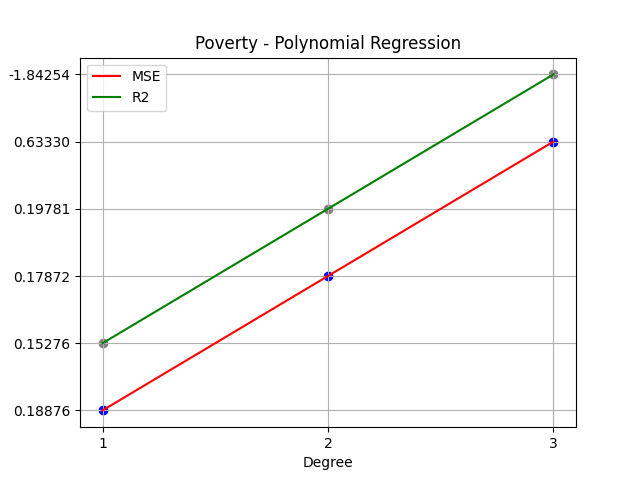 Poverty - Polynomial Regression
MSE
R2
-1.84254
0.63330
0.19781
0.17872
0.15276
0.18876
1 2 3
Degree